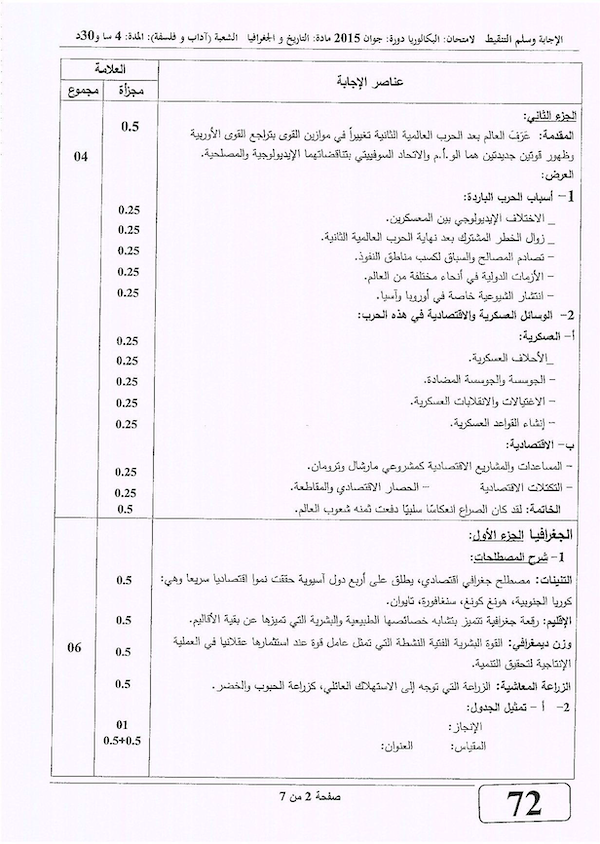 الإجابة وسلم التنقيط لامتحان: البكالوريا دورة: جوان 2015 مادة: التاريخ و الجغرافيا الشعبة (آداب و فلسفة): المدة: 4 سا و30د
عناصر الإجابة العلامة
مجزأة مجموع
الجزء الثاني:
المقدمة: عَرَفَ العالم بعد الحرب العالمية الثانية تغييراً في موازين القوى بتراجع القوى الأوربية 0.5
وظهور قوتين جديدتين هما الو.أ.م والاتحاد السوفييتي بتناقضاتهما الإيديولوجية والمصلحية. 04
العرض:
1- أسباب الحرب الباردة:
_ الاختلاف الإيديولوجي بين المعسكرين. 0.25
_ زوال الخطر المشترك بعد نهاية الحرب العالمية الثانية. 0.25
- تصادم المصالح والسباق لكسب مناطق النفوذ. 0.25
- الأزمات الدولية في أنحاء مختلفة من العالم. 0.25
- انتشار الشيوعية خاصة في أوروبا وآسيا. 0.25
2- الوسائل العسكرية والاقتصادية في هذه الحرب:
أ- العسكرية:
_الأحلاف العسكرية. 0.25
- الجوسسة والجوسسة المضادة. 0.25
- الاغتيالات والانقلابات العسكرية. 0.25
- إنشاء القواعد العسكرية. 0.25
ب- الاقتصادية:
- المساعدات والمشاريع الاقتصادية كمشروعي مارشال وترومان. 0.25
- التكتلات الاقتصادية - الحصار الاقتصادي والمقاطعة. 0.25
الخاتمة: لقد كان الصراع انعكاسًا سلبيًا دفعت ثمنه شعوب العالم. 0.5
الجغرافيا الجزء الأول:
1- شرح المصطلحات:
التنينات: مصطلح جغرافي اقتصادي، يطلق على أربع دول آسيوية حققت نموا اقتصاديا سريعا وهي: 0.5
كوريا الجنوبية، هونغ كونغ، سنغافورة، تايوان.
الإقليم: رقعة جغرافية تتميز بتشابه خصائصها الطبيعية والبشرية التي تميزها عن بقية الأقاليم. 0.5
وزن ديمغرافي: القوة البشرية الفتية النشطة التي تمثل عامل قوة عند استثمارها عقلانيا في العملية 0.5 06
الإنتاجية لتحقيق التنمية.
الزراعة المعاشية: الزراعة التي توجه إلى الاستهلاك العائلي، كزراعة الحبوب والخضر. 0.5
2- أ - تمثيل الجدول:
الإنجاز: 01
المقياس: العنوان: 0.5+0.5
صفحة 2 من 7
72